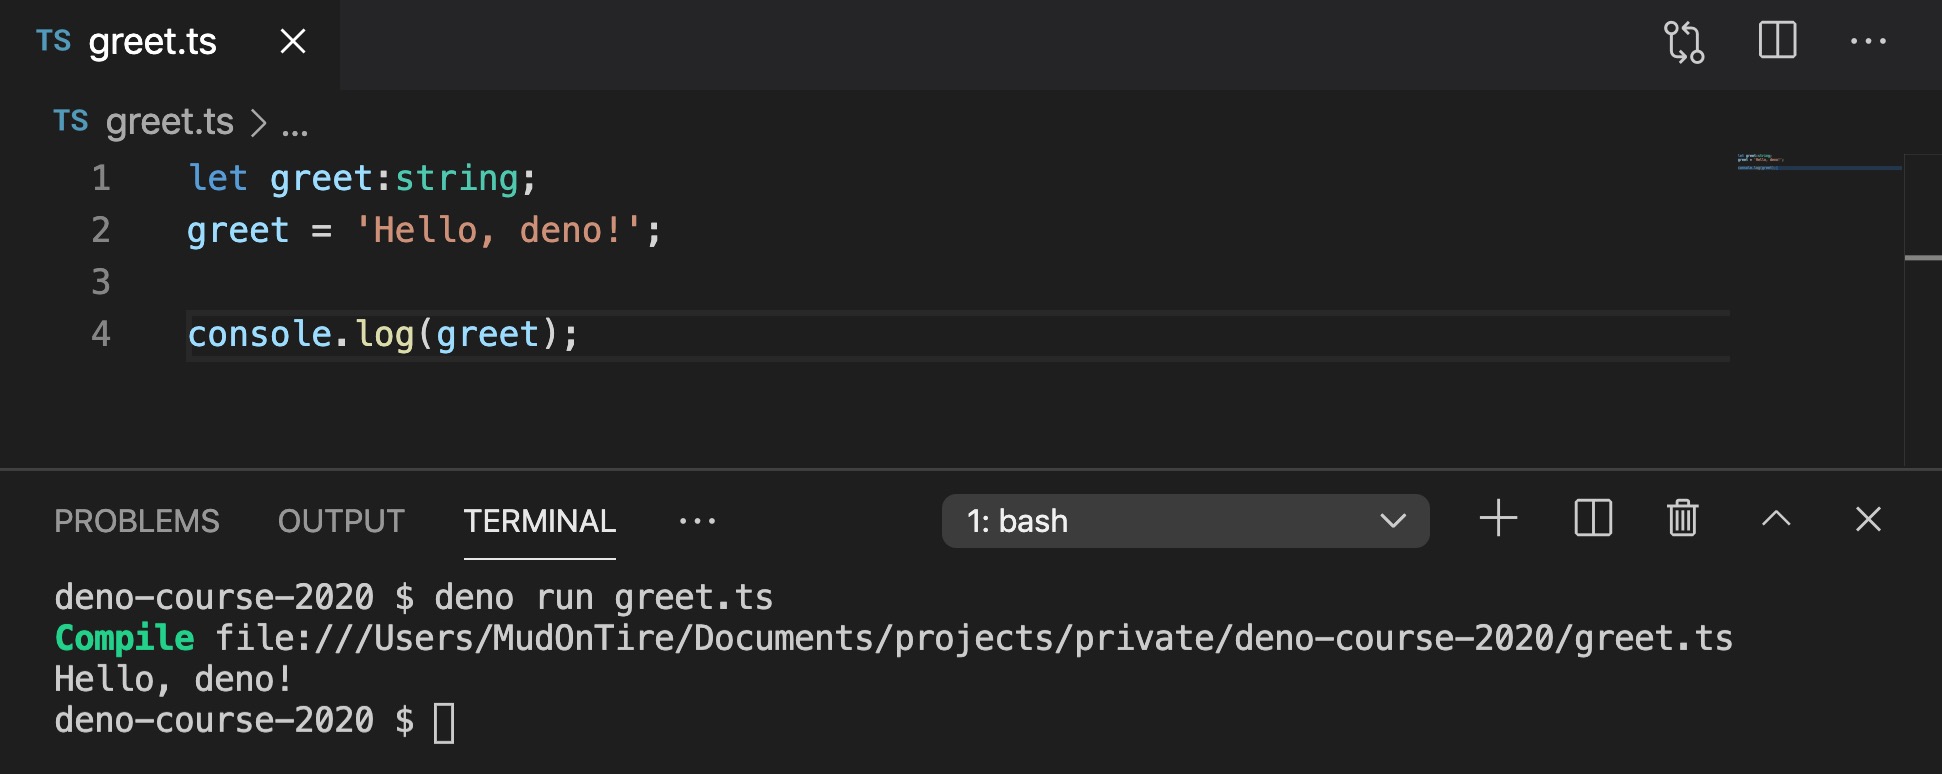 TS greet.ts
TS greet.ts > ...
1 let greet:string;
2 greet = 'Hello, deno!';
3
4 console.log(greet);
PROBLEMS OUTPUT TERMINAL ... 1: bash
deno-course-2020 $ deno run greet.ts
Compile file:///Users/MudOnTire/Documents/projects/private/deno-course-2020/greet.ts
Hello, deno!
deno-course-2020 $